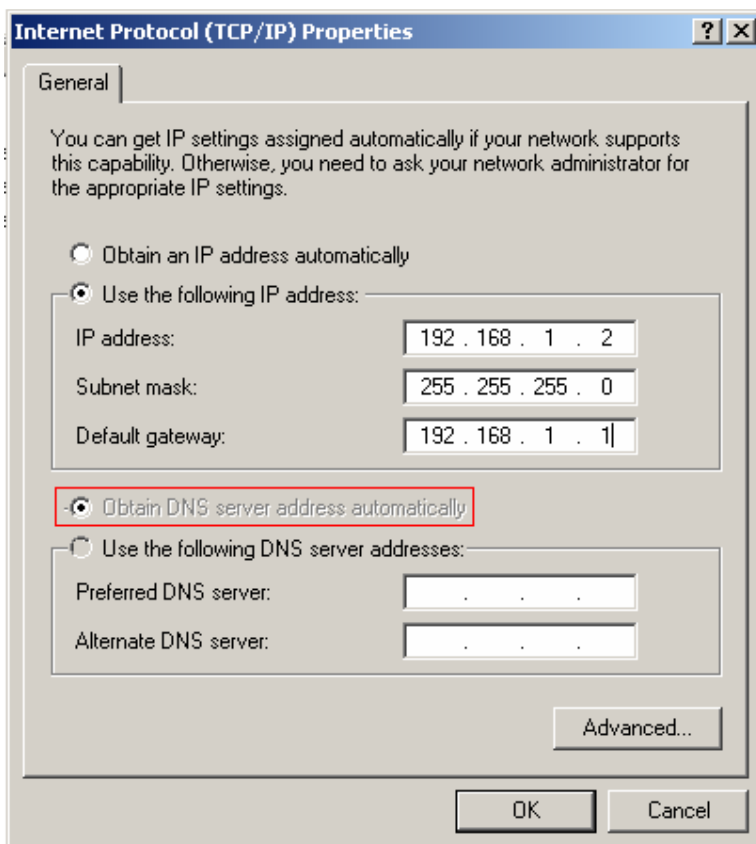 Internet Protocol (TCP/IP) Properties
General
You can get IP settings assigned automatically if your network supports
this capability. Otherwise, you need to ask your network administrator for
the appropriate IP settings.
Obtain an IP address automatically
Use the following IP address:
IP address: 192 . 168 . 1 . 2
Subnet mask: 255 . 255 . 255 . 0
Default gateway: 192 . 168 . 1 . 1
Obtain DNS server address automatically
Use the following DNS server addresses:
Preferred DNS server: . . .
Alternate DNS server: . . .
Advanced...
OK Cancel